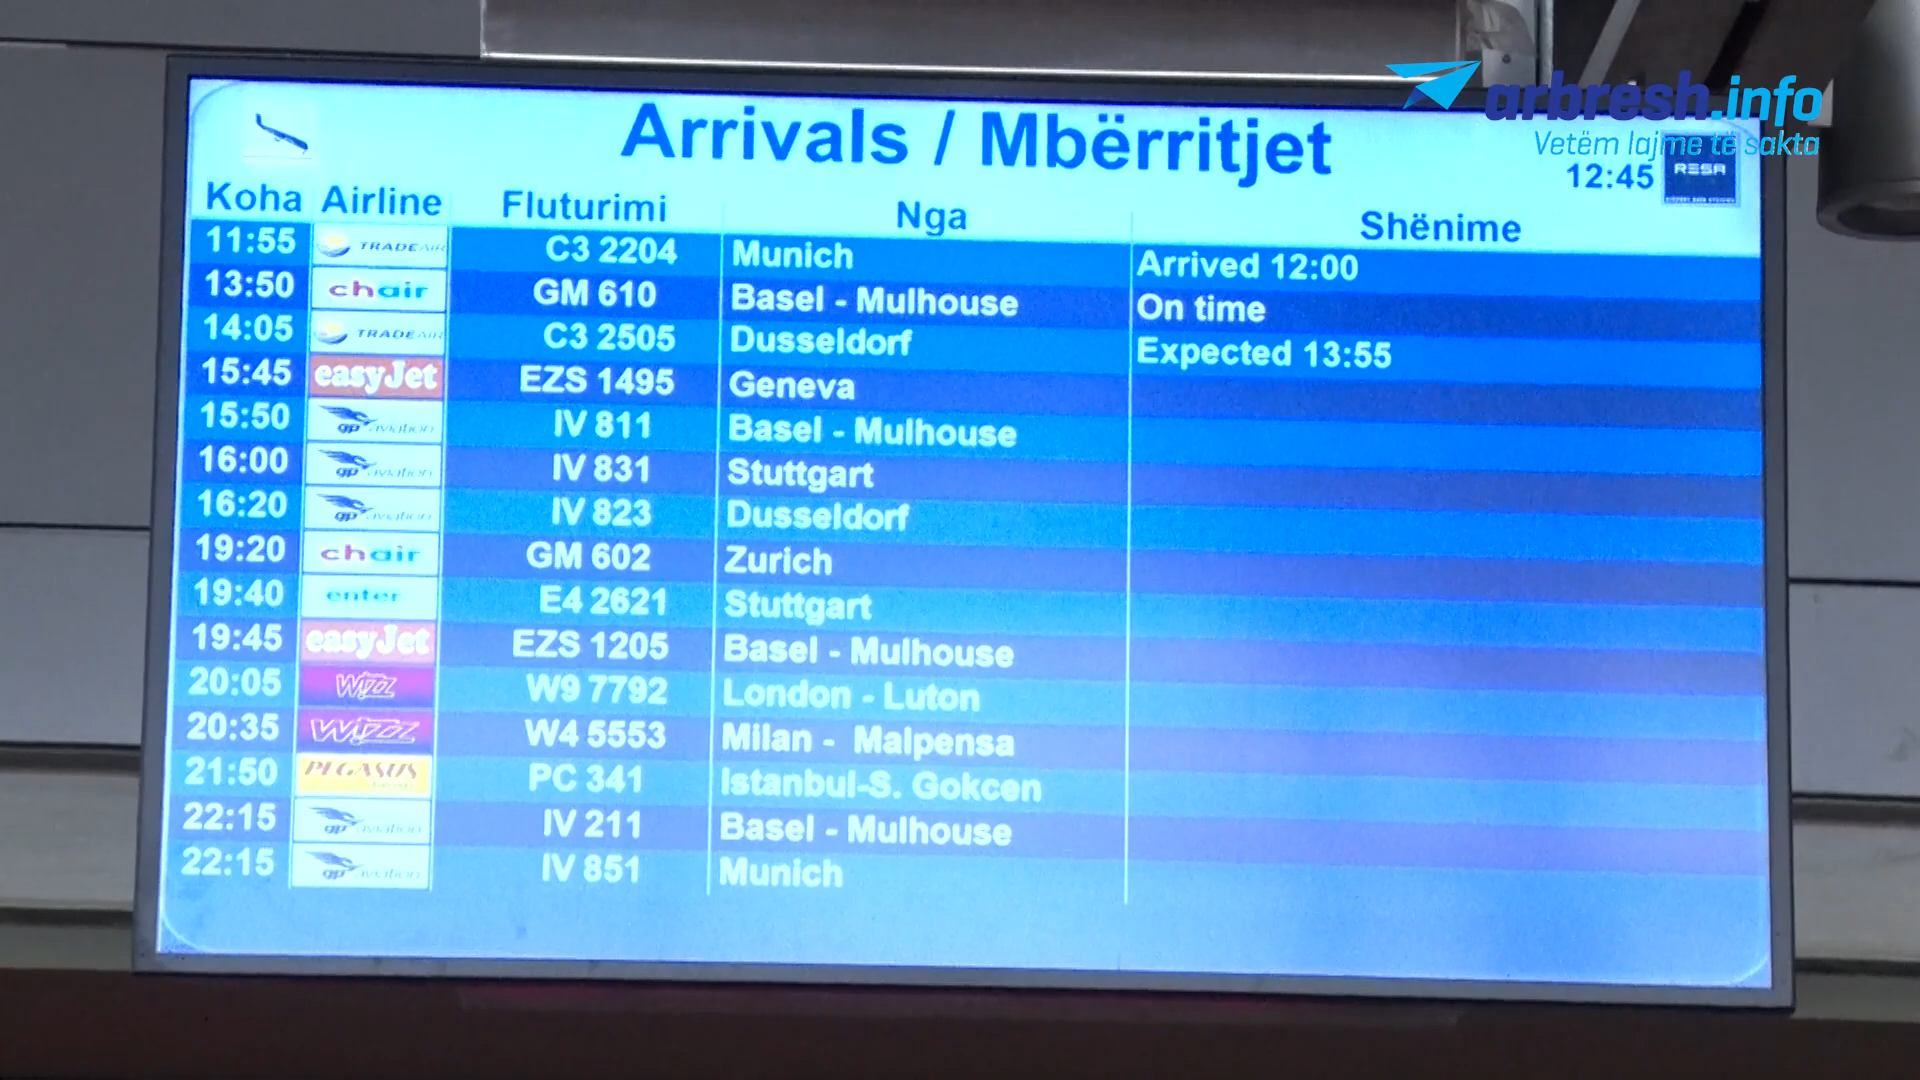 arbresh.info
Vetëm lajme të sakta
Arrivals / Mbërritjet
12:45 RESA
Koha Airline Fluturimi Nga Shënime
11:55 TRADEAIR C3 2204 Munich Arrived 12:00
13:50 chair GM 610 Basel - Mulhouse On time
14:05 TRADEAIR C3 2505 Dusseldorf Expected 13:55
15:45 easyJet EZS 1495 Geneva
15:50 gp aviation IV 811 Basel - Mulhouse
16:00 gp aviation IV 831 Stuttgart
16:20 gp aviation IV 823 Dusseldorf
19:20 chair GM 602 Zurich
19:40 enter E4 2621 Stuttgart
19:45 easyJet EZS 1205 Basel - Mulhouse
20:05 Wizz W9 7792 London - Luton
20:35 Wizz W4 5553 Milan - Malpensa
21:50 PEGASUS PC 341 Istanbul-S. Gokcen
22:15 gp aviation IV 211 Basel - Mulhouse
22:15 gp aviation IV 851 Munich